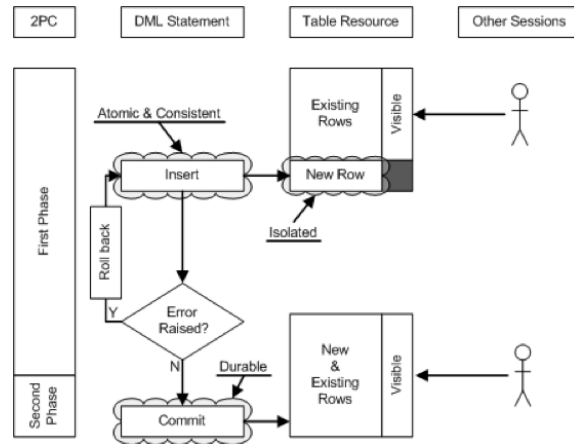 2PC
DML Statement
Table Resource
Other Sessions
First Phase
Second
Phase
Atomic & Consistent
Insert
Roll back
Error
Raised?
Y
N
Durable
Commit
Existing
Rows
Visible
New Row
Isolated
New
&
Existing
Rows
Visible